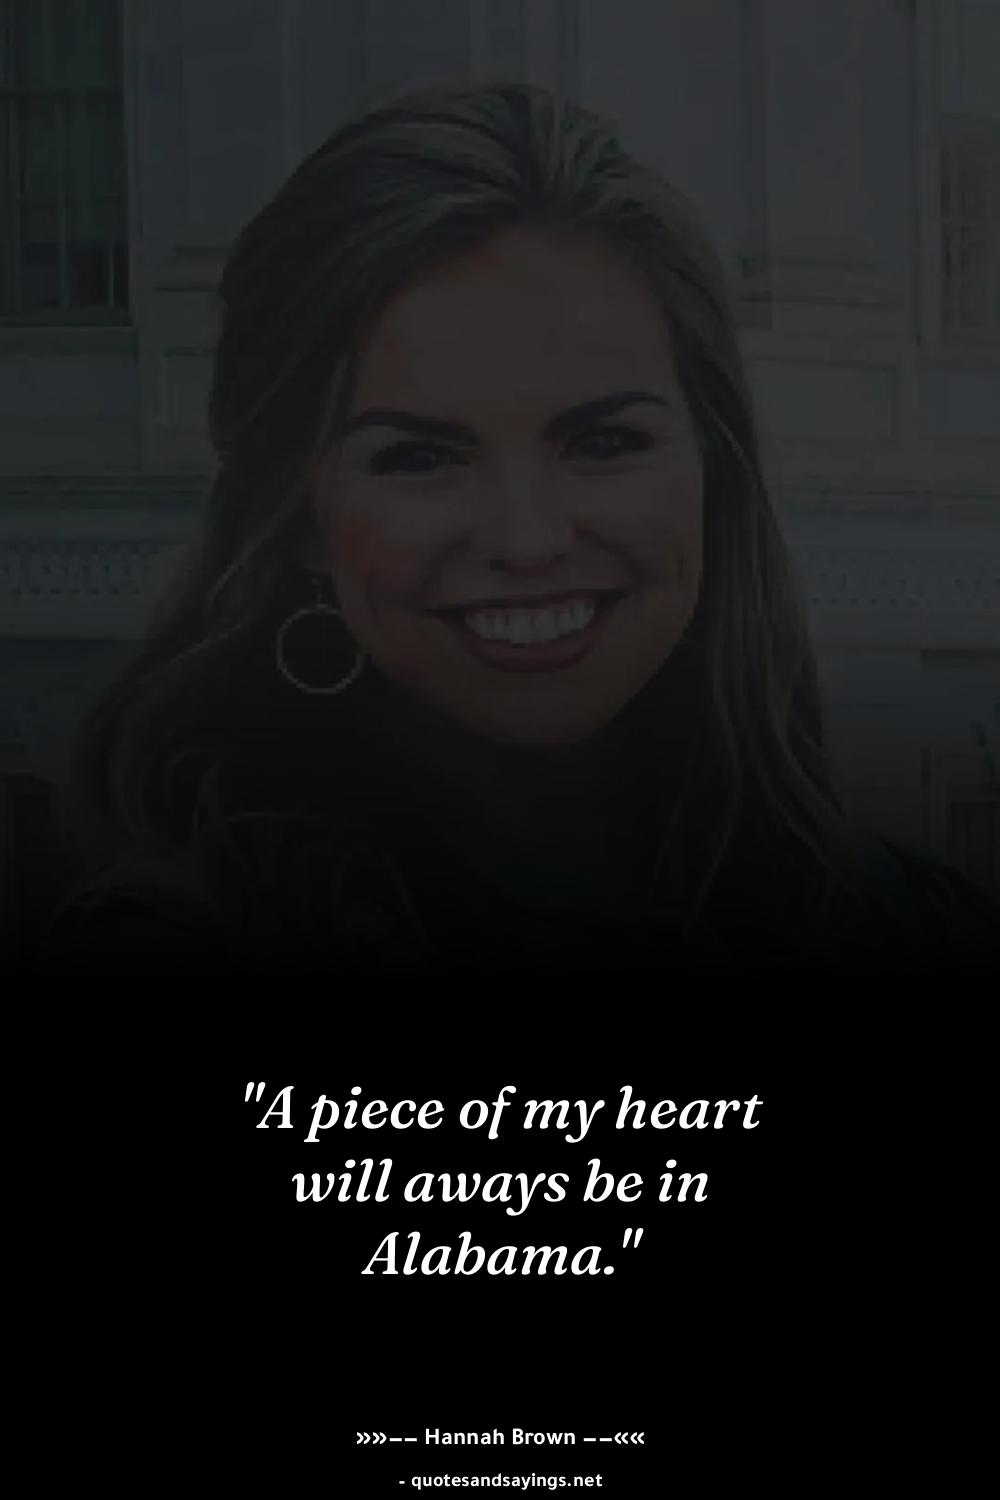 "A piece of my heart
will aways be in
Alabama."
»»−− Hannah Brown −−««
- quotesandsayings.net